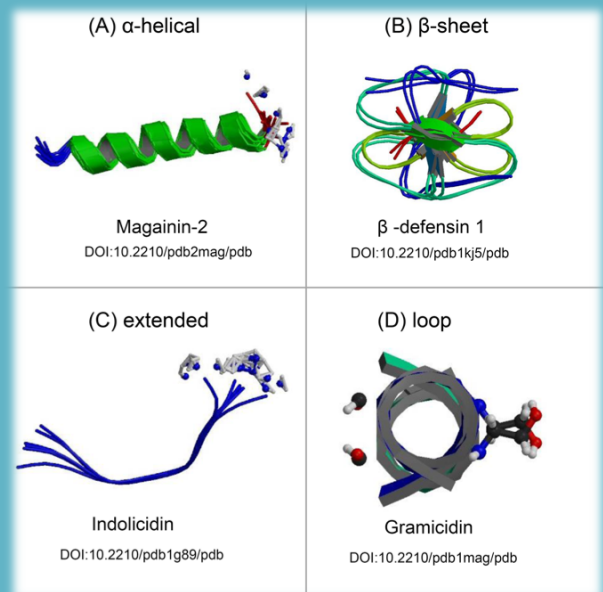 (A) α-helical
Magainin-2
DOI:10.2210/pdb2mag/pdb
(B) β-sheet
β -defensin 1
DOI:10.2210/pdb1kj5/pdb
(C) extended
Indolicidin
DOI:10.2210/pdb1g89/pdb
(D) loop
Gramicidin
DOI:10.2210/pdb1mag/pdb